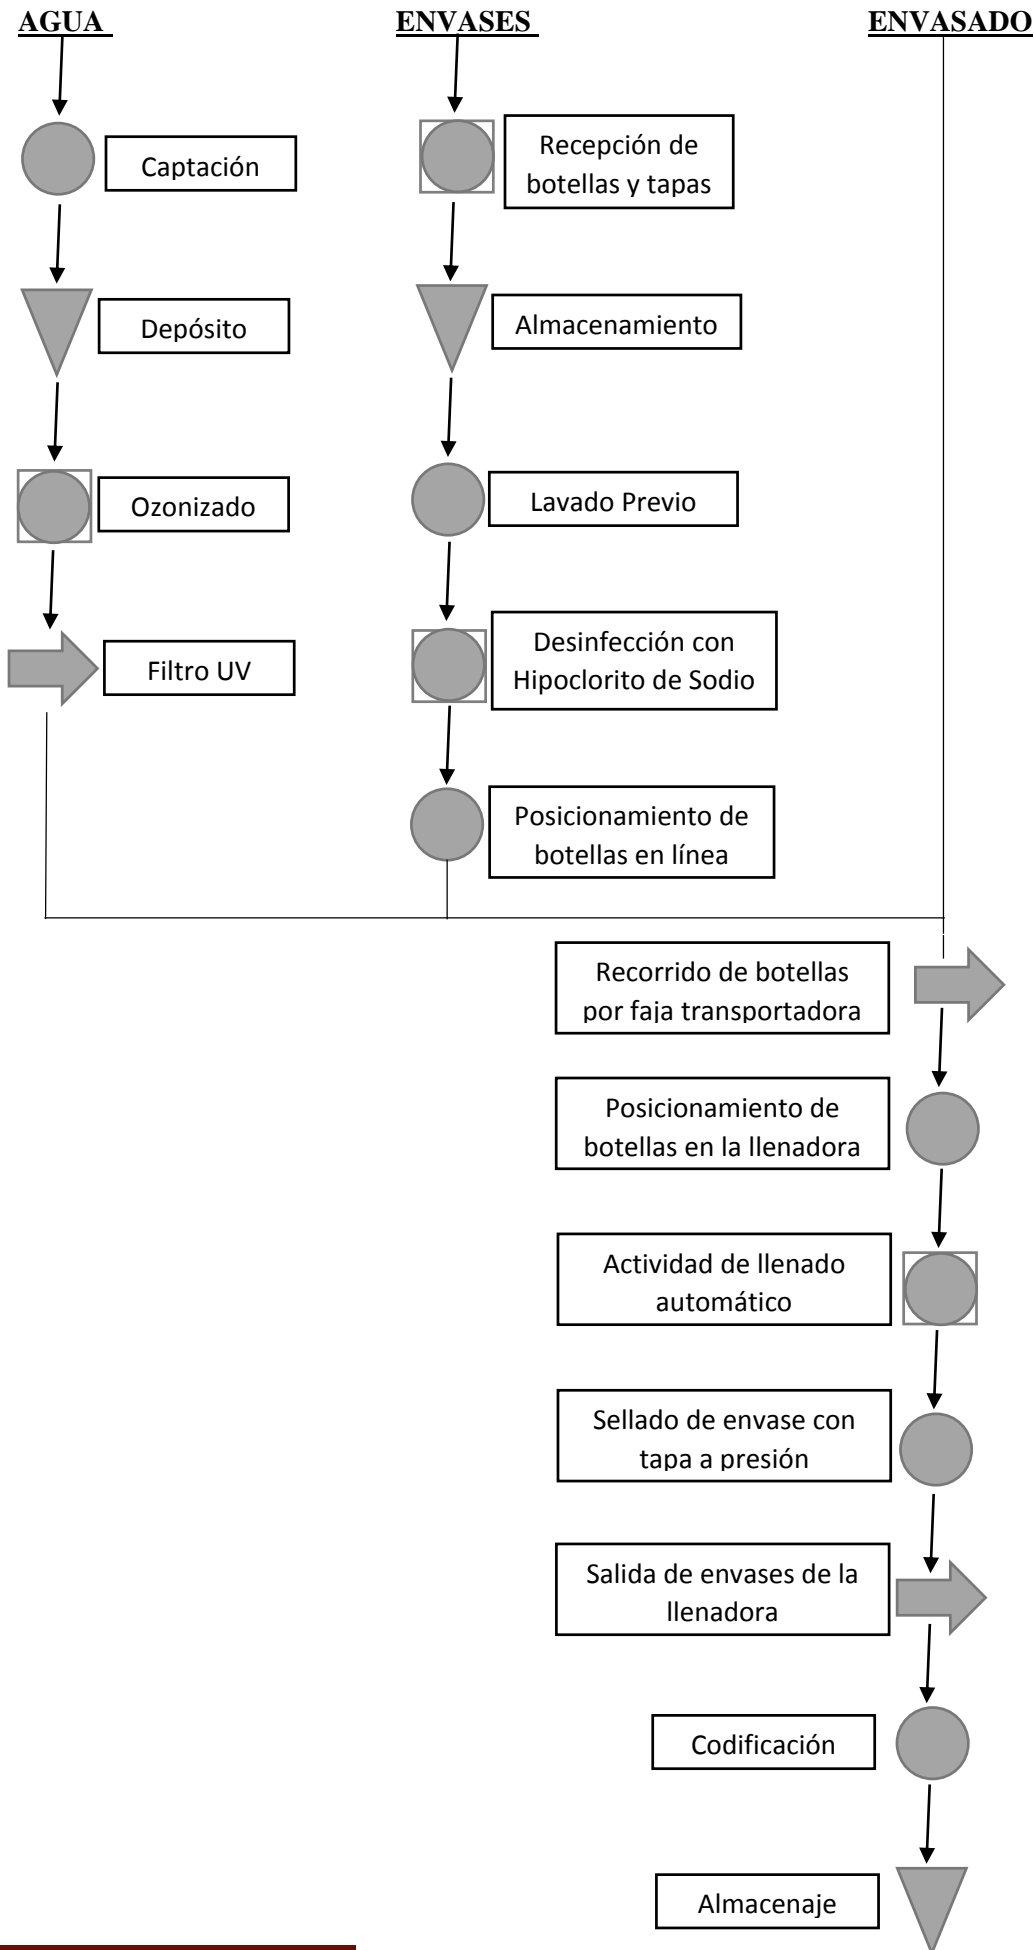 AGUA
ENVASES
ENVASADO
Captación
Depósito
Ozonizado
Filtro UV
Recepción de
botellas y tapas
Almacenamiento
Lavado Previo
Desinfección con
Hipoclorito de Sodio
Posicionamiento de
botellas en línea
Recorrido de botellas
por faja transportadora
Posicionamiento de
botellas en la llenadora
Actividad de llenado
automático
Sellado de envase con
tapa a presión
Salida de envases de la
llenadora
Codificación
Almacenaje